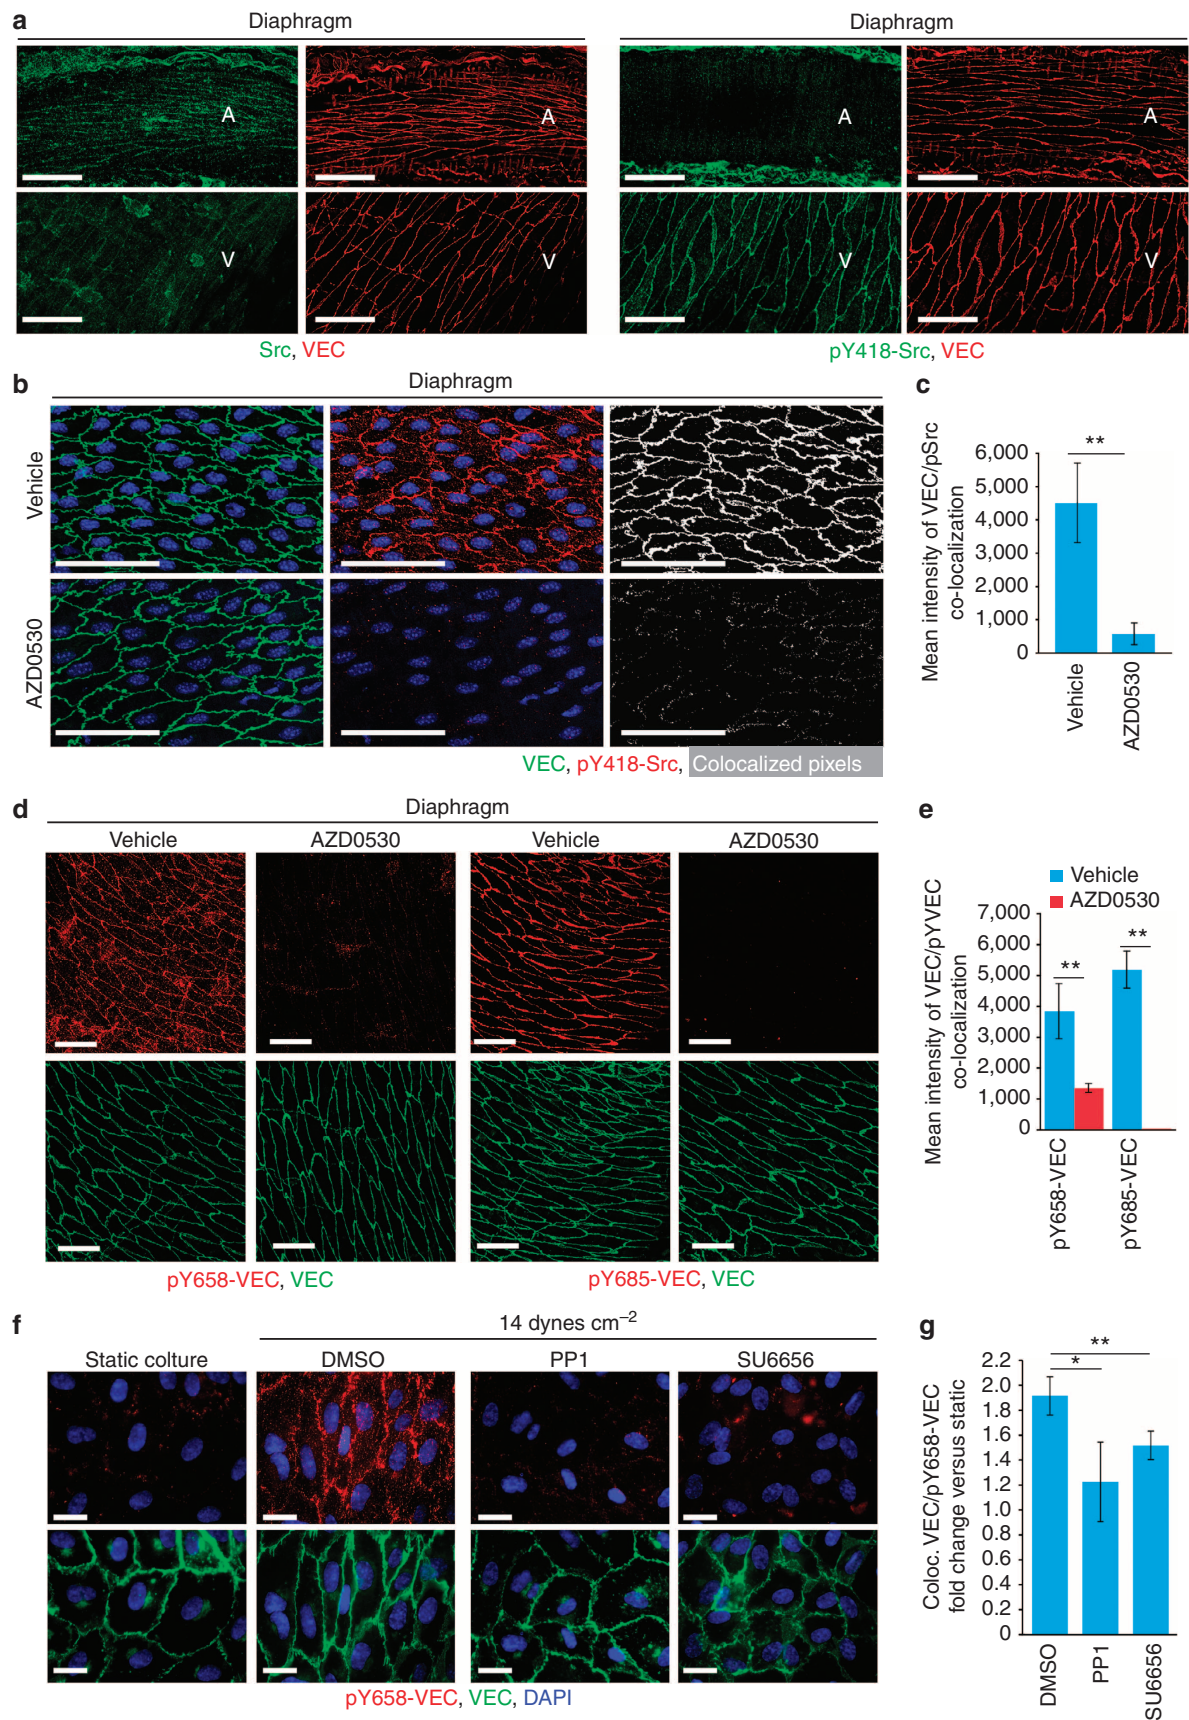 a
Diaphragm
Diaphragm
A
A
A
A
V
V
V
V
Src, VEC
pY418-Src, VEC
b
Diaphragm
Vehicle
AZD0530
VEC, pY418-Src, Colocalized pixels
c
Mean intensity of VEC/pSrc
co-localization
**
6,000
5,000
4,000
3,000
2,000
1,000
0
Vehicle
AZD0530
d
Diaphragm
Vehicle
AZD0530
Vehicle
AZD0530
pY658-VEC, VEC
pY685-VEC, VEC
e
Vehicle
AZD0530
Mean intensity of VEC/pYVEC
co-localization
7,000
6,000
5,000
4,000
3,000
2,000
1,000
0
**
**
pY658-VEC
pY685-VEC
f
14 dynes cm–2
Static colture
DMSO
PP1
SU6656
pY658-VEC, VEC, DAPI
g
Coloc. VEC/pY658-VEC
fold change versus static
**
*
2.2
2.0
1.8
1.6
1.4
1.2
1.0
0.8
0.6
0.4
0.2
0
DMSO
PP1
SU6656